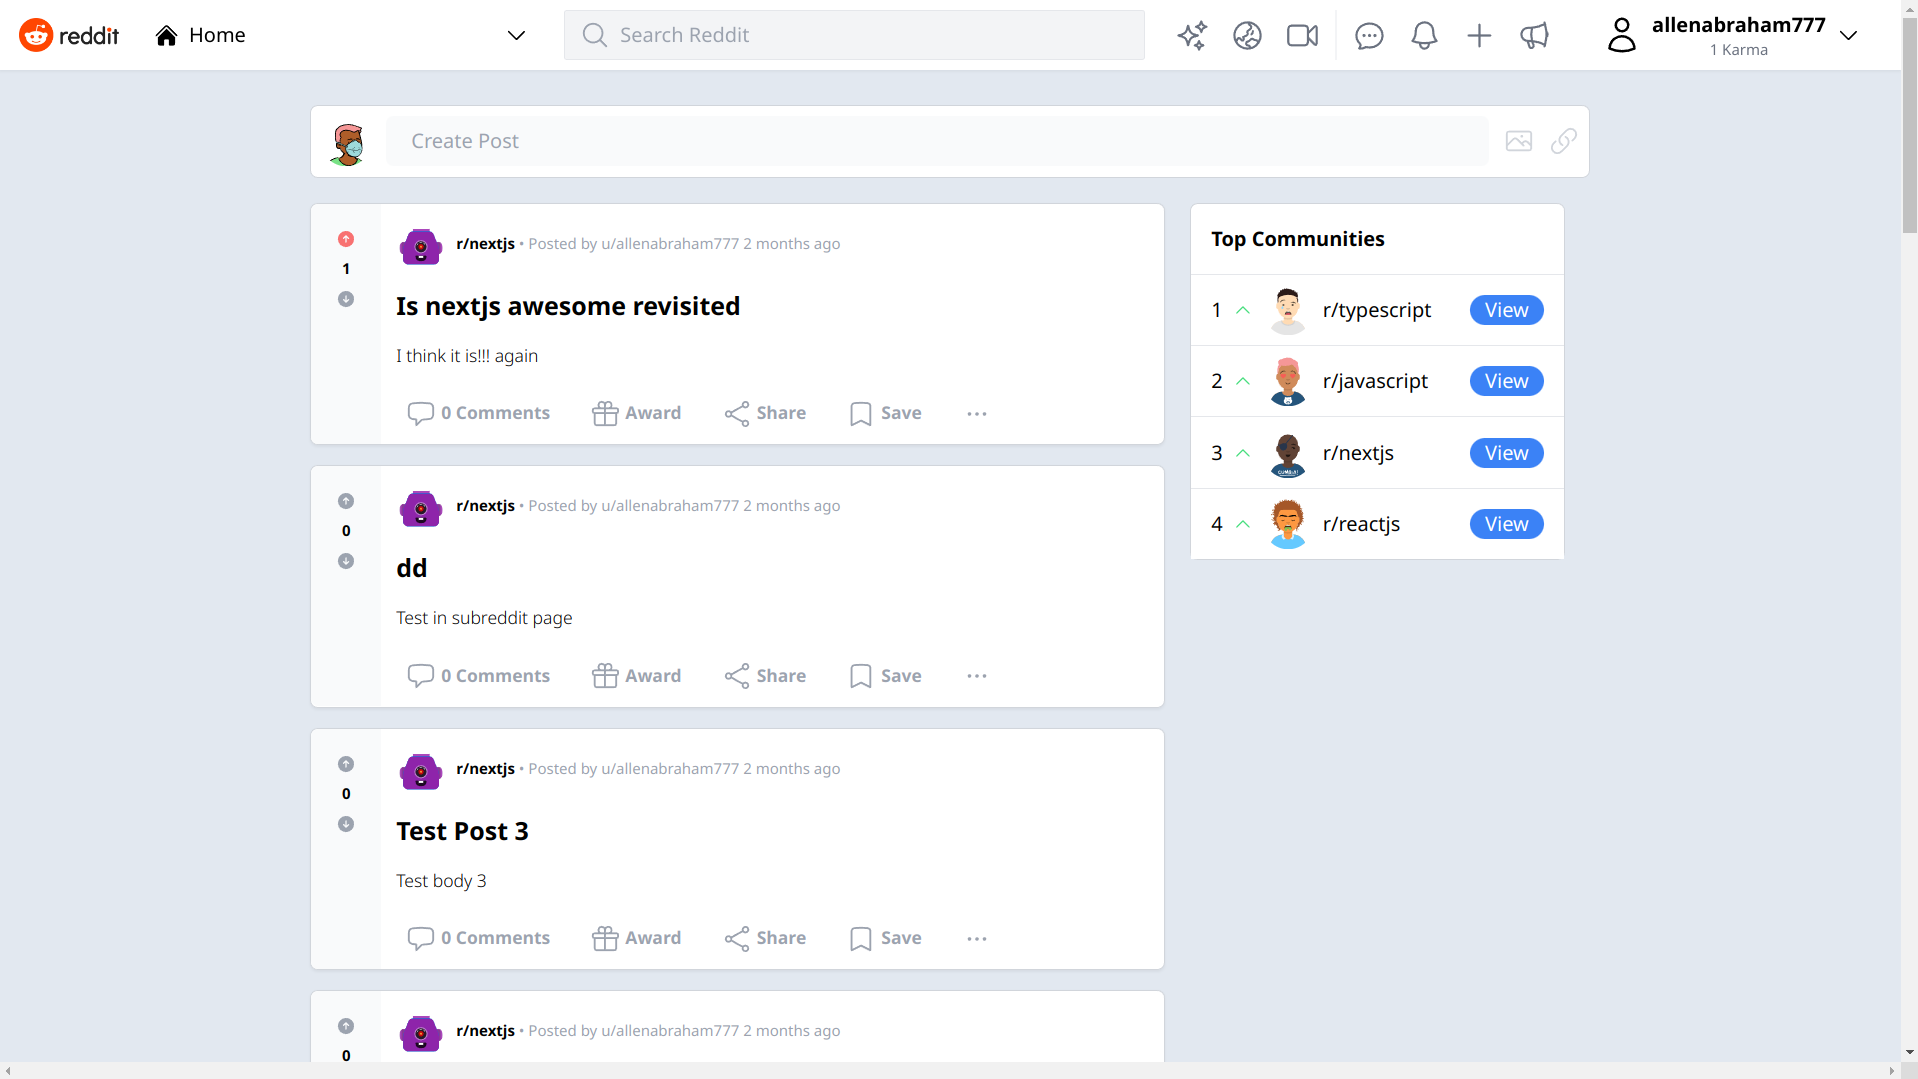 reddit
Home
Search Reddit
allenabraham777
1 Karma
Create Post
r/nextjs • Posted by u/allenabraham777 2 months ago
1
Is nextjs awesome revisited
I think it is!!! again
0 Comments Award Share Save ...
r/nextjs • Posted by u/allenabraham777 2 months ago
0
dd
Test in subreddit page
0 Comments Award Share Save ...
r/nextjs • Posted by u/allenabraham777 2 months ago
0
Test Post 3
Test body 3
0 Comments Award Share Save ...
r/nextjs • Posted by u/allenabraham777 2 months ago
0
Top Communities
1 r/typescript View
2 r/javascript View
3 r/nextjs View
4 r/reactjs View